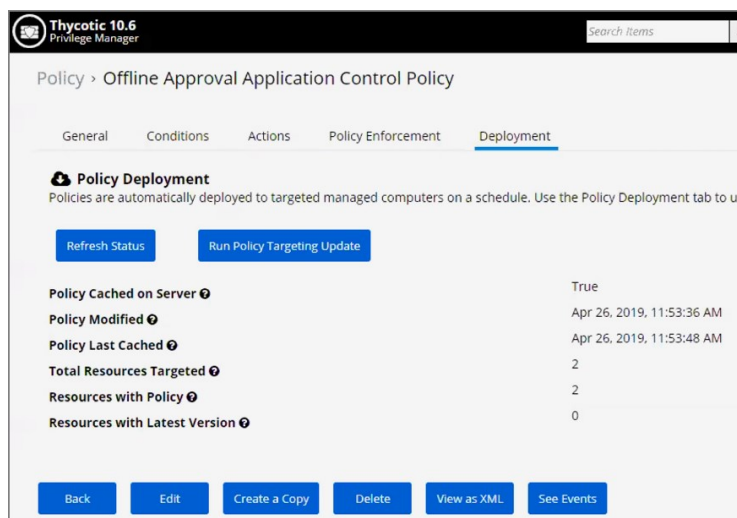 Thycotic 10.6
Privilege Manager
Search Items
Policy › Offline Approval Application Control Policy
General Conditions Actions Policy Enforcement Deployment
Policy Deployment
Policies are automatically deployed to targeted managed computers on a schedule. Use the Policy Deployment tab to u
Refresh Status Run Policy Targeting Update
Policy Cached on Server True
Policy Modified Apr 26, 2019, 11:53:36 AM
Policy Last Cached Apr 26, 2019, 11:53:48 AM
Total Resources Targeted 2
Resources with Policy 2
Resources with Latest Version 0
Back Edit Create a Copy Delete View as XML See Events